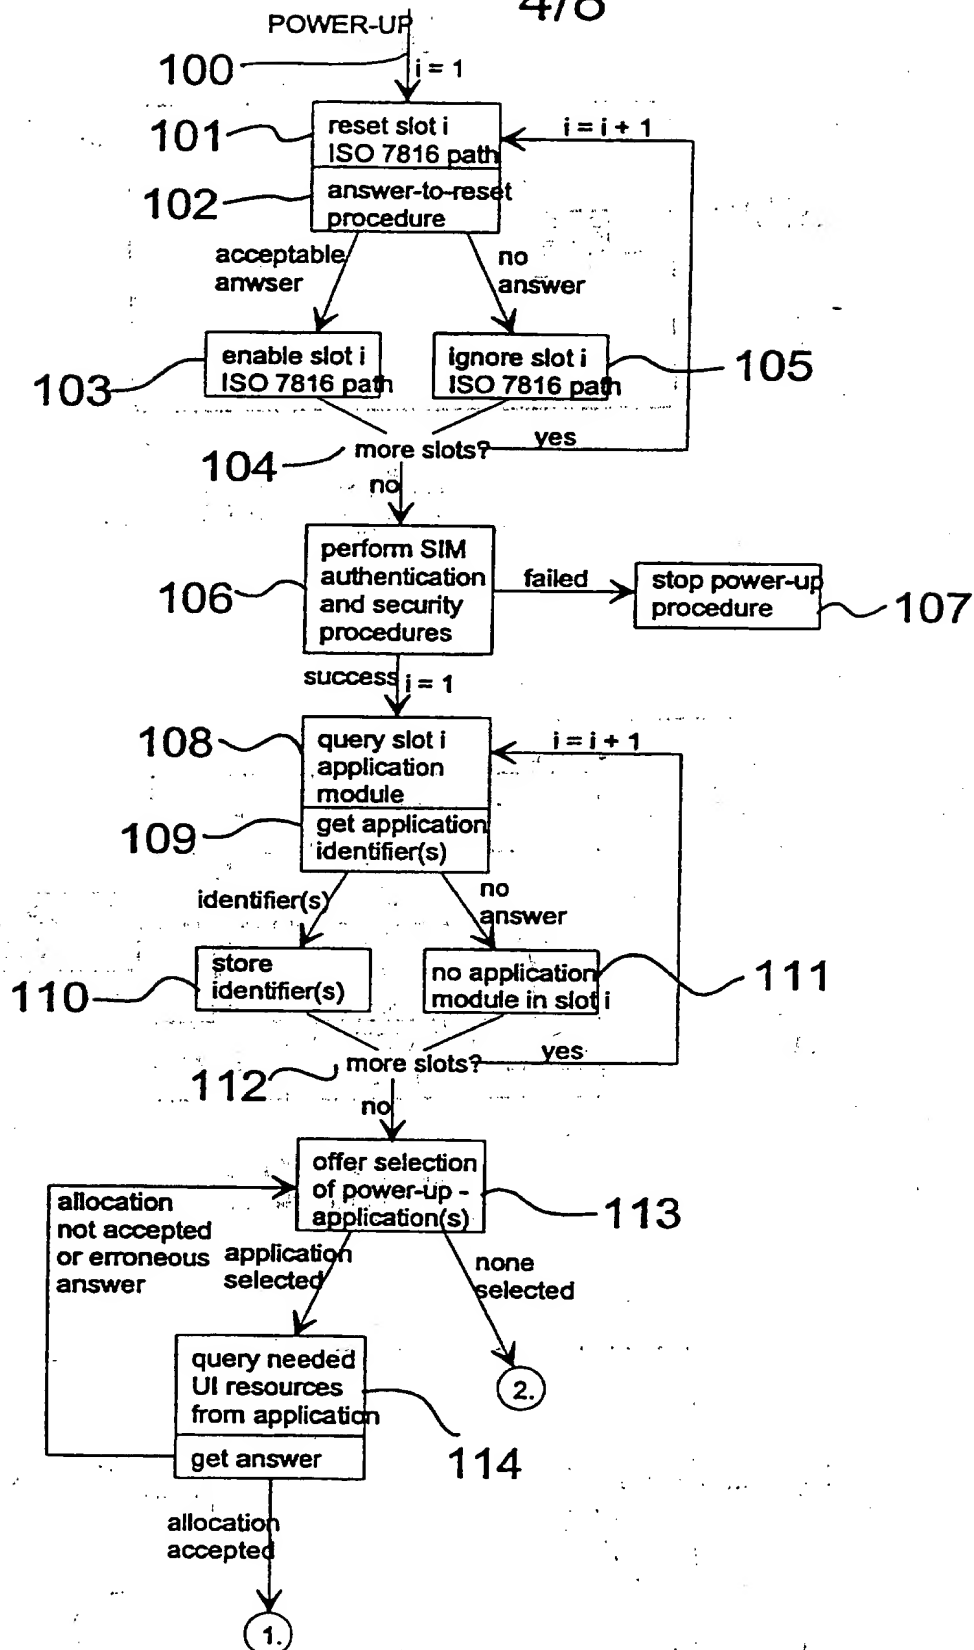 4/8
POWER-UP
100
i = 1
101
reset slot i
ISO 7816 path
i = i + 1
102
answer-to-reset
procedure
acceptable
anwser
no
answer
103
enable slot i
ISO 7816 path
ignore slot i
ISO 7816 path
105
104
more slots?
yes
no
106
perform SIM
authentication
and security
procedures
failed
stop power-up
procedure
107
success
i = 1
108
query slot i
application
module
i = i + 1
109
get application
identifier(s)
identifier(s)
no
answer
110
store
identifier(s)
no application
module in slot i
111
112
more slots?
yes
no
offer selection
of power-up -
application(s)
113
allocation
not accepted
or erroneous
answer
application
selected
none
selected
2.
query needed
UI resources
from application
get answer
114
allocation
accepted
1.